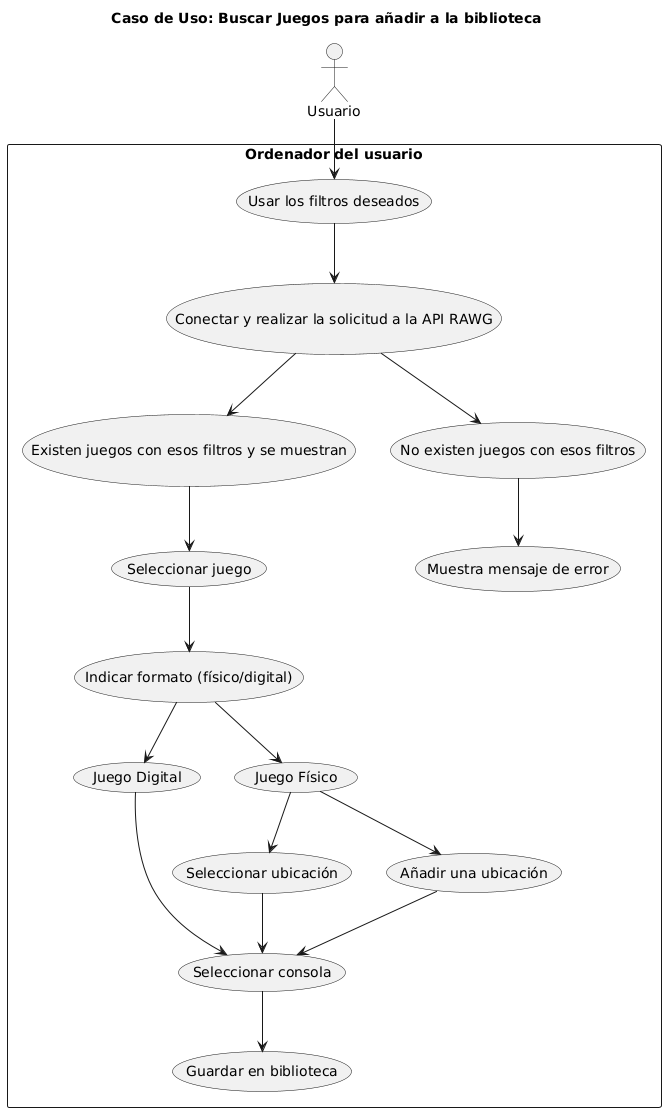 Caso de Uso: Buscar Juegos para añadir a la biblioteca
Usuario
Ordenador del usuario
Usar los filtros deseados
Conectar y realizar la solicitud a la API RAWG
Existen juegos con esos filtros y se muestran
No existen juegos con esos filtros
Seleccionar juego
Muestra mensaje de error
Indicar formato (físico/digital)
Juego Digital
Juego Físico
Seleccionar ubicación
Añadir una ubicación
Seleccionar consola
Guardar en biblioteca